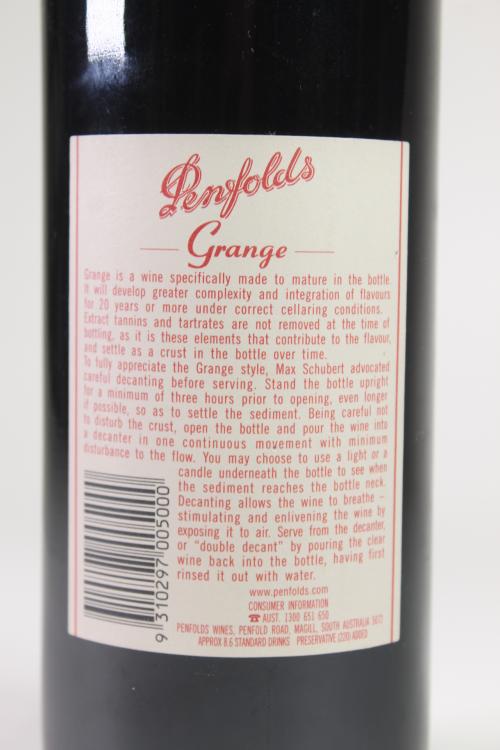 Penfolds
Grange
Grange is a wine specifically made to mature in the bottle
It will develop greater complexity and integration of flavours
for 20 years or more under correct cellaring conditions.
Extract tannins and tartrates are not removed at the time of
bottling, as it is these elements that contribute to the flavour,
and settle as a crust in the bottle over time.
To fully appreciate the Grange style, Max Schubert advocated
careful decanting before serving. Stand the bottle upright
for a minimum of three hours prior to opening, even longer
if possible, so as to settle the sediment. Being careful not
to disturb the crust, open the bottle and pour the wine into
a decanter in one continuous movement with minimum
disturbance to the flow. You may choose to use a light or a
candle underneath the bottle to see when
the sediment reaches the bottle neck.
Decanting allows the wine to breathe –
stimulating and enlivening the wine by
exposing it to air. Serve from the decanter,
or “double decant” by pouring the clear
wine back into the bottle, having first
rinsed it out with water.
9 310297 005000
www.penfolds.com
CONSUMER INFORMATION
☎ AUST. 1300 651 650
PENFOLDS WINES, PENFOLD ROAD, MAGILL, SOUTH AUSTRALIA 5072
APPROX 8.6 STANDARD DRINKS PRESERVATIVE (220) ADDED